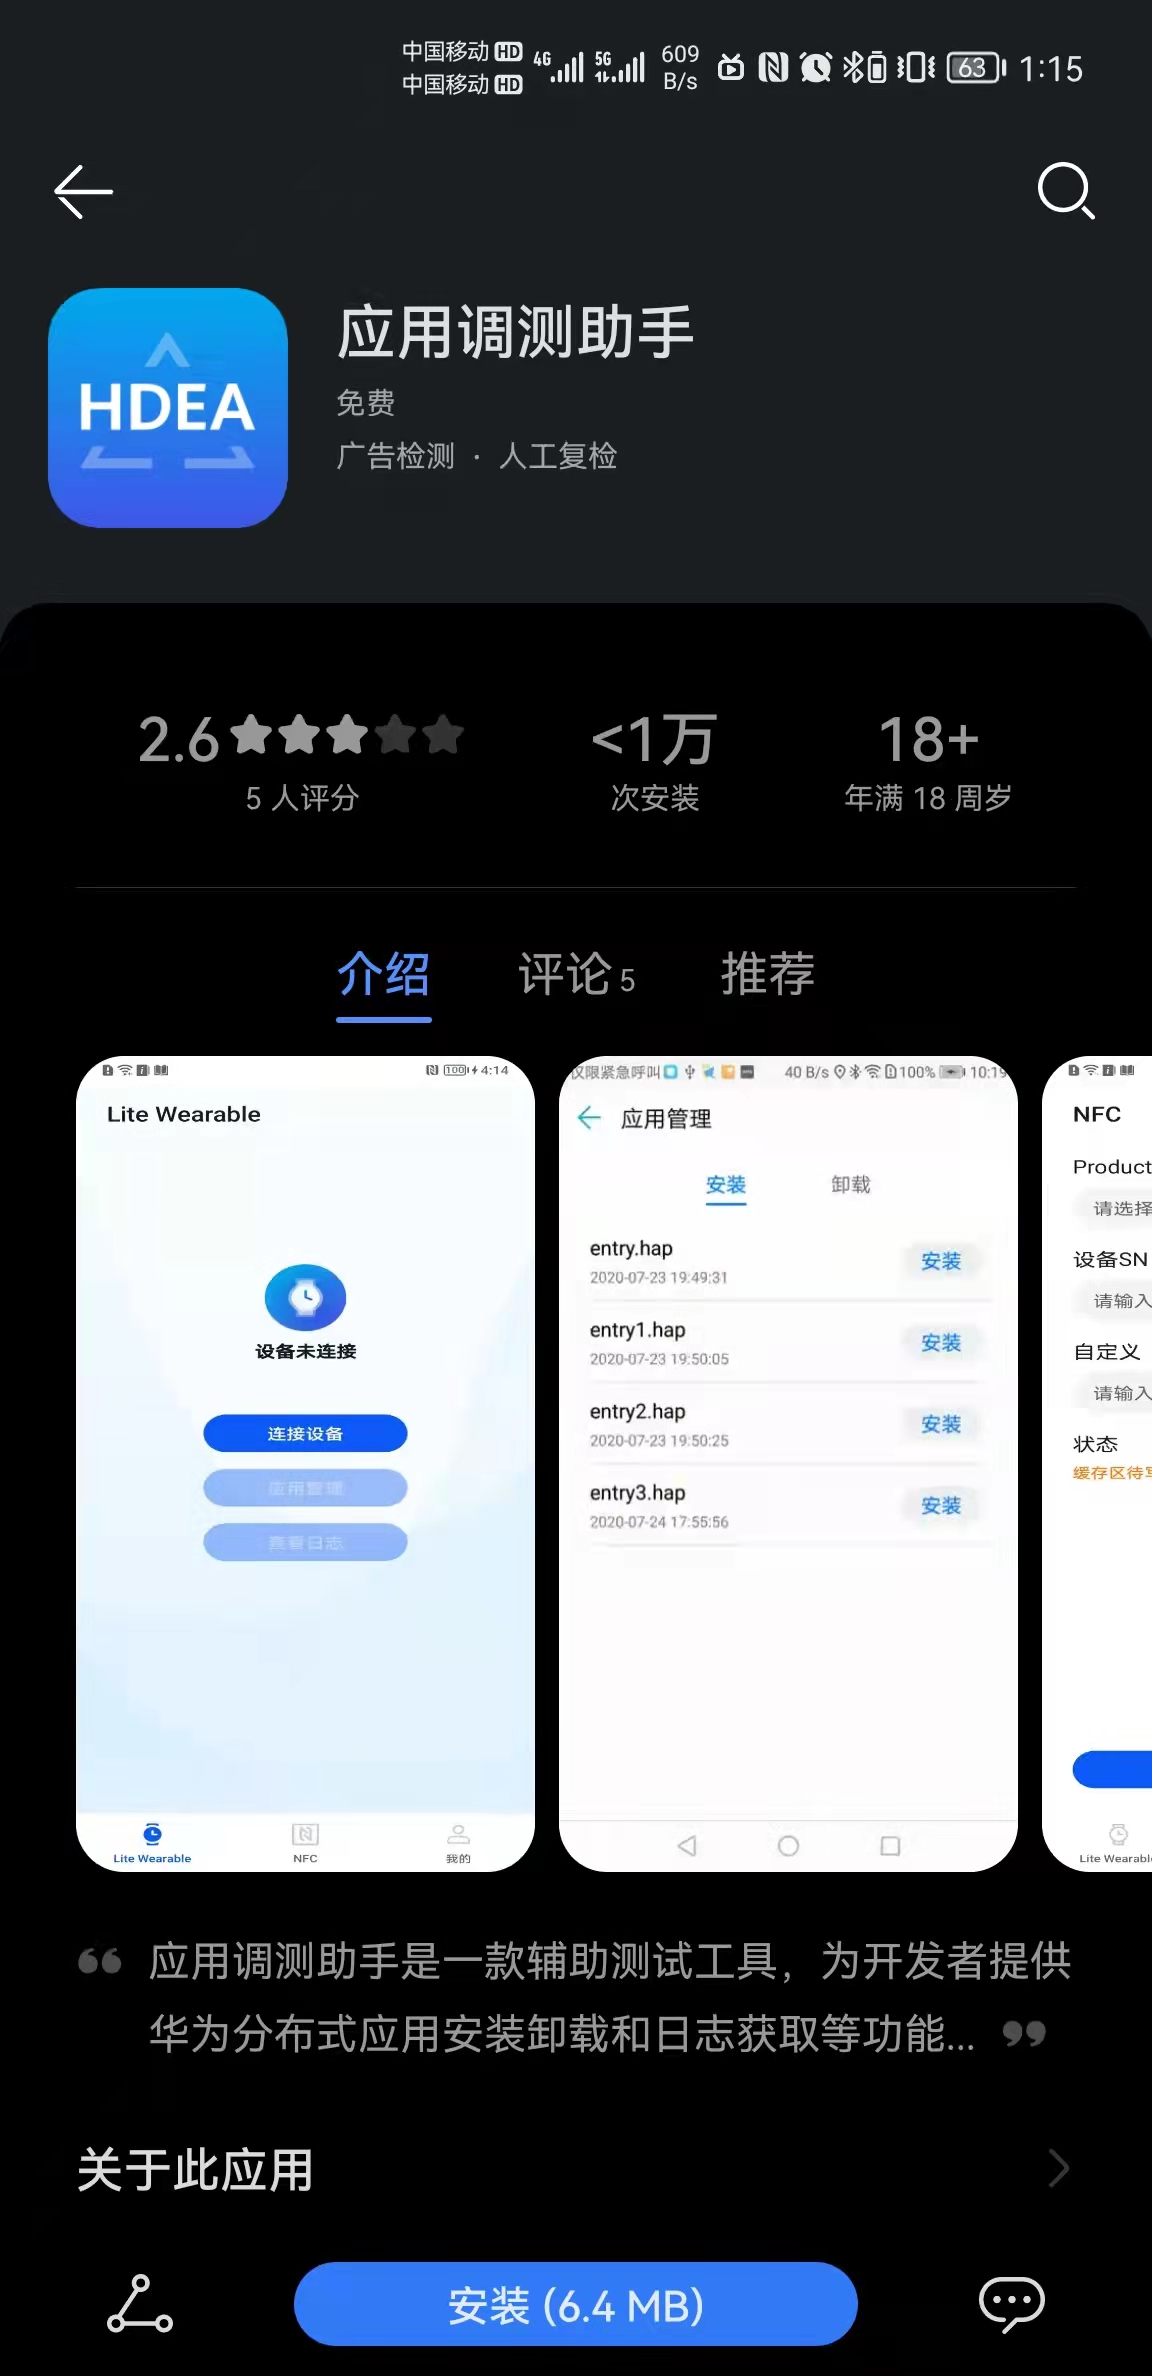 中国移动 HD
中国移动 HD
4G
5G
609
B/s
63
1:15
HDEA
应用调测助手
免费
广告检测 · 人工复检
2.6
5 人评分
<1万
次安装
18+
年满 18 周岁
介绍
评论 5
推荐
100 4:14
Lite Wearable
设备未连接
连接设备
应用管理
查看日志
Lite Wearable
NFC
我的
仅限紧急呼叫
40 B/s
100%
10:19
应用管理
安装
卸载
entry.hap
2020-07-23 19:49:31
安装
entry1.hap
2020-07-23 19:50:05
安装
entry2.hap
2020-07-23 19:50:25
安装
entry3.hap
2020-07-24 17:55:56
安装
NFC
Product
请选择
设备SN
请输入
自定义
请输入
状态
缓存区待写
Lite Wearabl
应用调测助手是一款辅助测试工具，为开发者提供
华为分布式应用安装卸载和日志获取等功能...
关于此应用
安装 (6.4 MB)